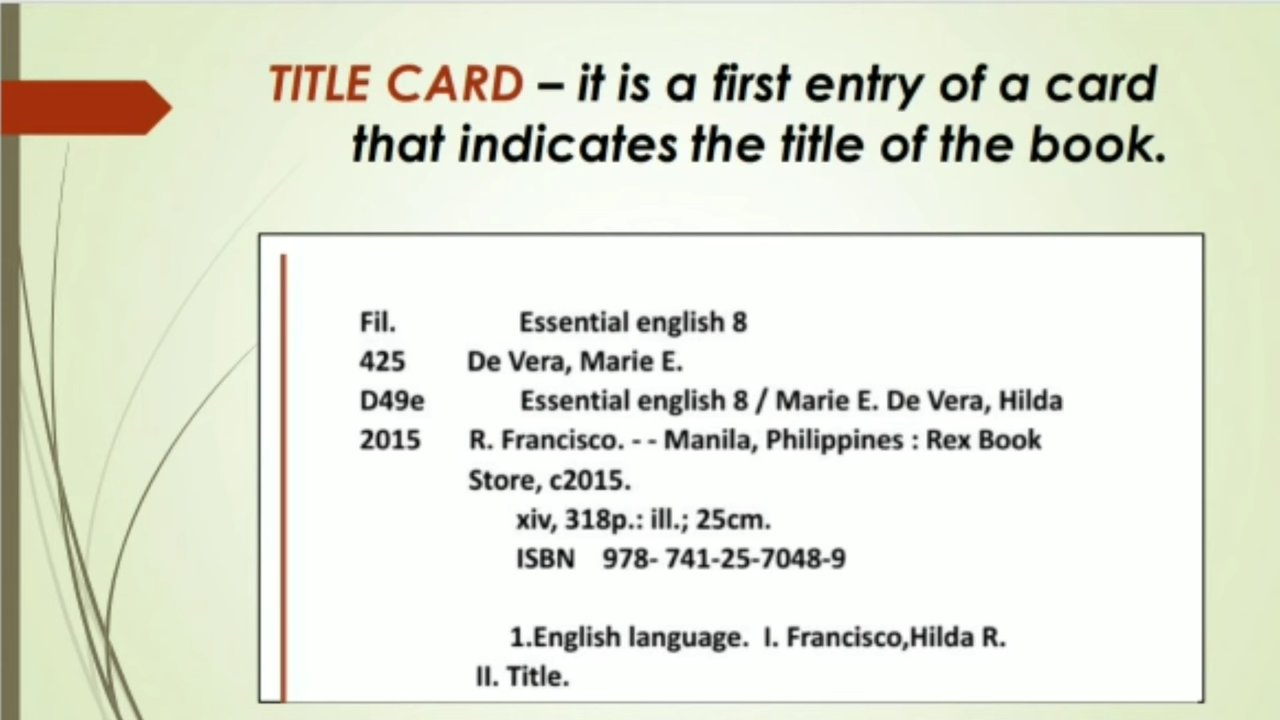 TITLE CARD – it is a first entry of a card
that indicates the title of the book.
Fil. Essential english 8
425 De Vera, Marie E.
D49e Essential english 8 / Marie E. De Vera, Hilda
2015 R. Francisco. - - Manila, Philippines : Rex Book
Store, c2015.
xiv, 318p.: ill.; 25cm.
ISBN 978- 741-25-7048-9
1.English language. I. Francisco,Hilda R.
II. Title.